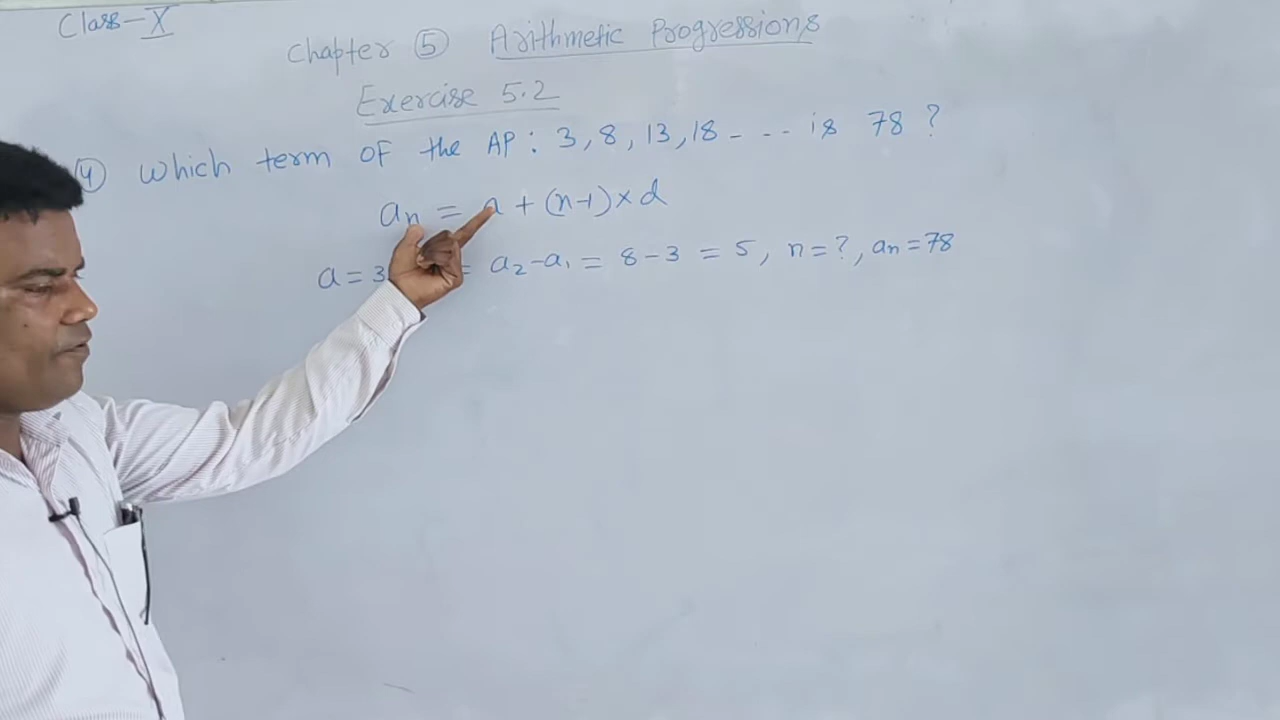 Class-X
Chapter 5 Arithmetic Progressions
Exercise 5.2
4 Which term of the AP: 3, 8, 13, 18 - - - is 78 ?
an = a + (n-1) × d
a = 3 = a2 - a1 = 8 - 3 = 5, n = ?, an = 78